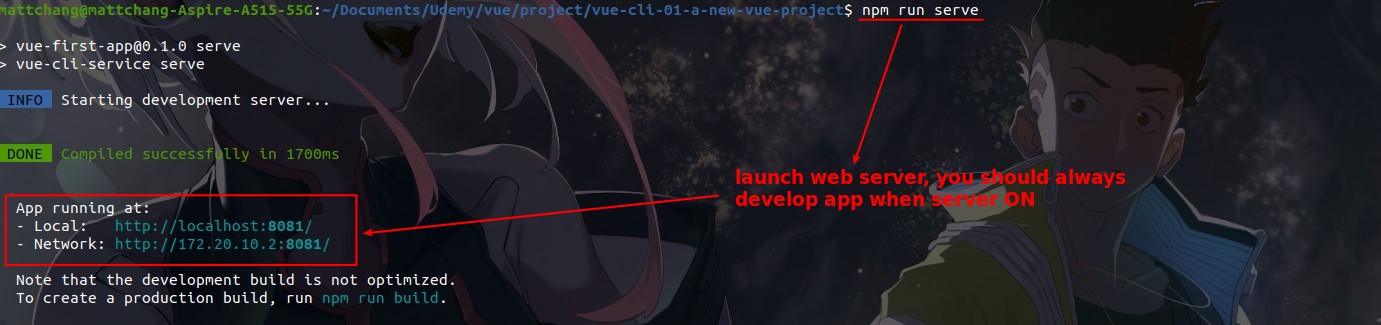 mattchang@mattchang-Aspire-A515-55G:~/Documents/Udemy/vue/project/vue-cli-01-a-new-vue-project$ npm run serve
> vue-first-app@0.1.0 serve
> vue-cli-service serve
INFO Starting development server...
DONE Compiled successfully in 1700ms
launch web server, you should always
develop app when server ON
App running at:
- Local: http://localhost:8081/
- Network: http://172.20.10.2:8081/
Note that the development build is not optimized.
To create a production build, run npm run build.